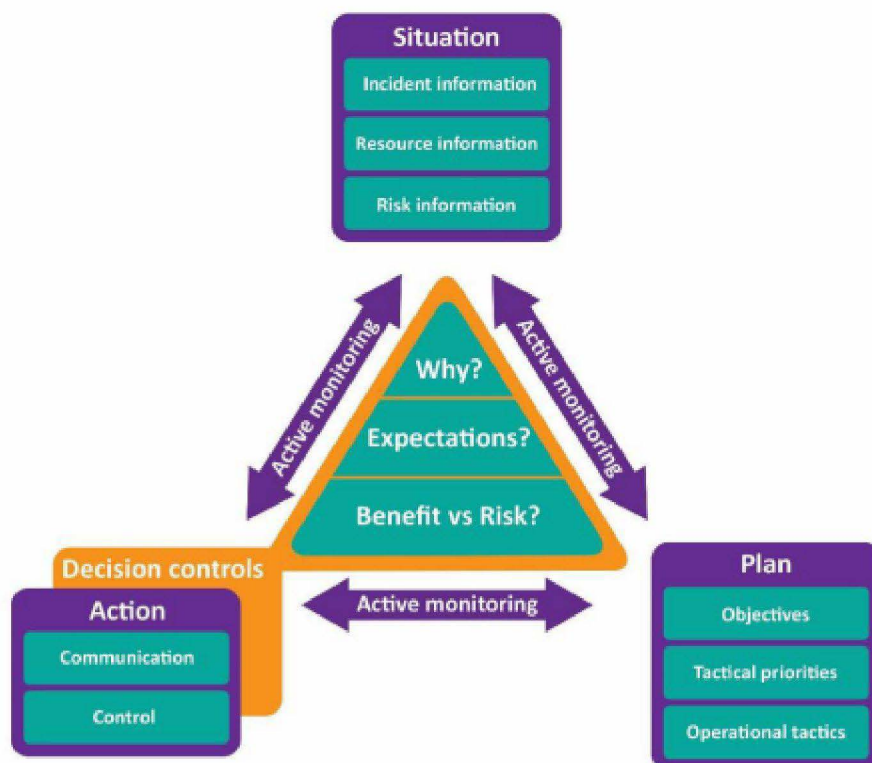 Situation
Incident information
Resource information
Risk information
Active monitoring
Active monitoring
Why?
Expectations?
Benefit vs Risk?
Decision controls
Action
Communication
Control
Active monitoring
Plan
Objectives
Tactical priorities
Operational tactics